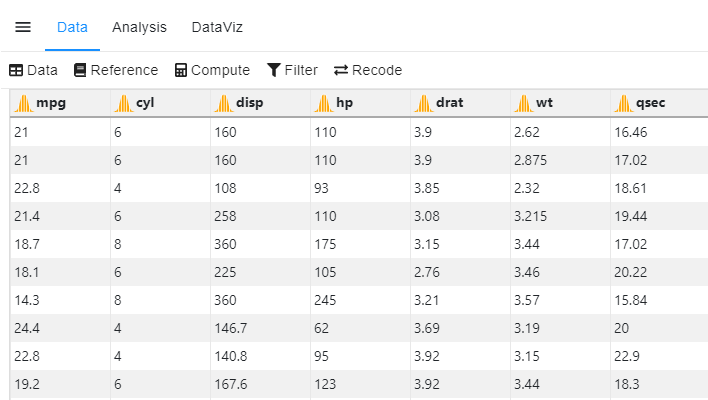 Data Analysis DataViz
Data Reference Compute Filter Recode
mpg cyl disp hp drat wt qsec
21 6 160 110 3.9 2.62 16.46
21 6 160 110 3.9 2.875 17.02
22.8 4 108 93 3.85 2.32 18.61
21.4 6 258 110 3.08 3.215 19.44
18.7 8 360 175 3.15 3.44 17.02
18.1 6 225 105 2.76 3.46 20.22
14.3 8 360 245 3.21 3.57 15.84
24.4 4 146.7 62 3.69 3.19 20
22.8 4 140.8 95 3.92 3.15 22.9
19.2 6 167.6 123 3.92 3.44 18.3